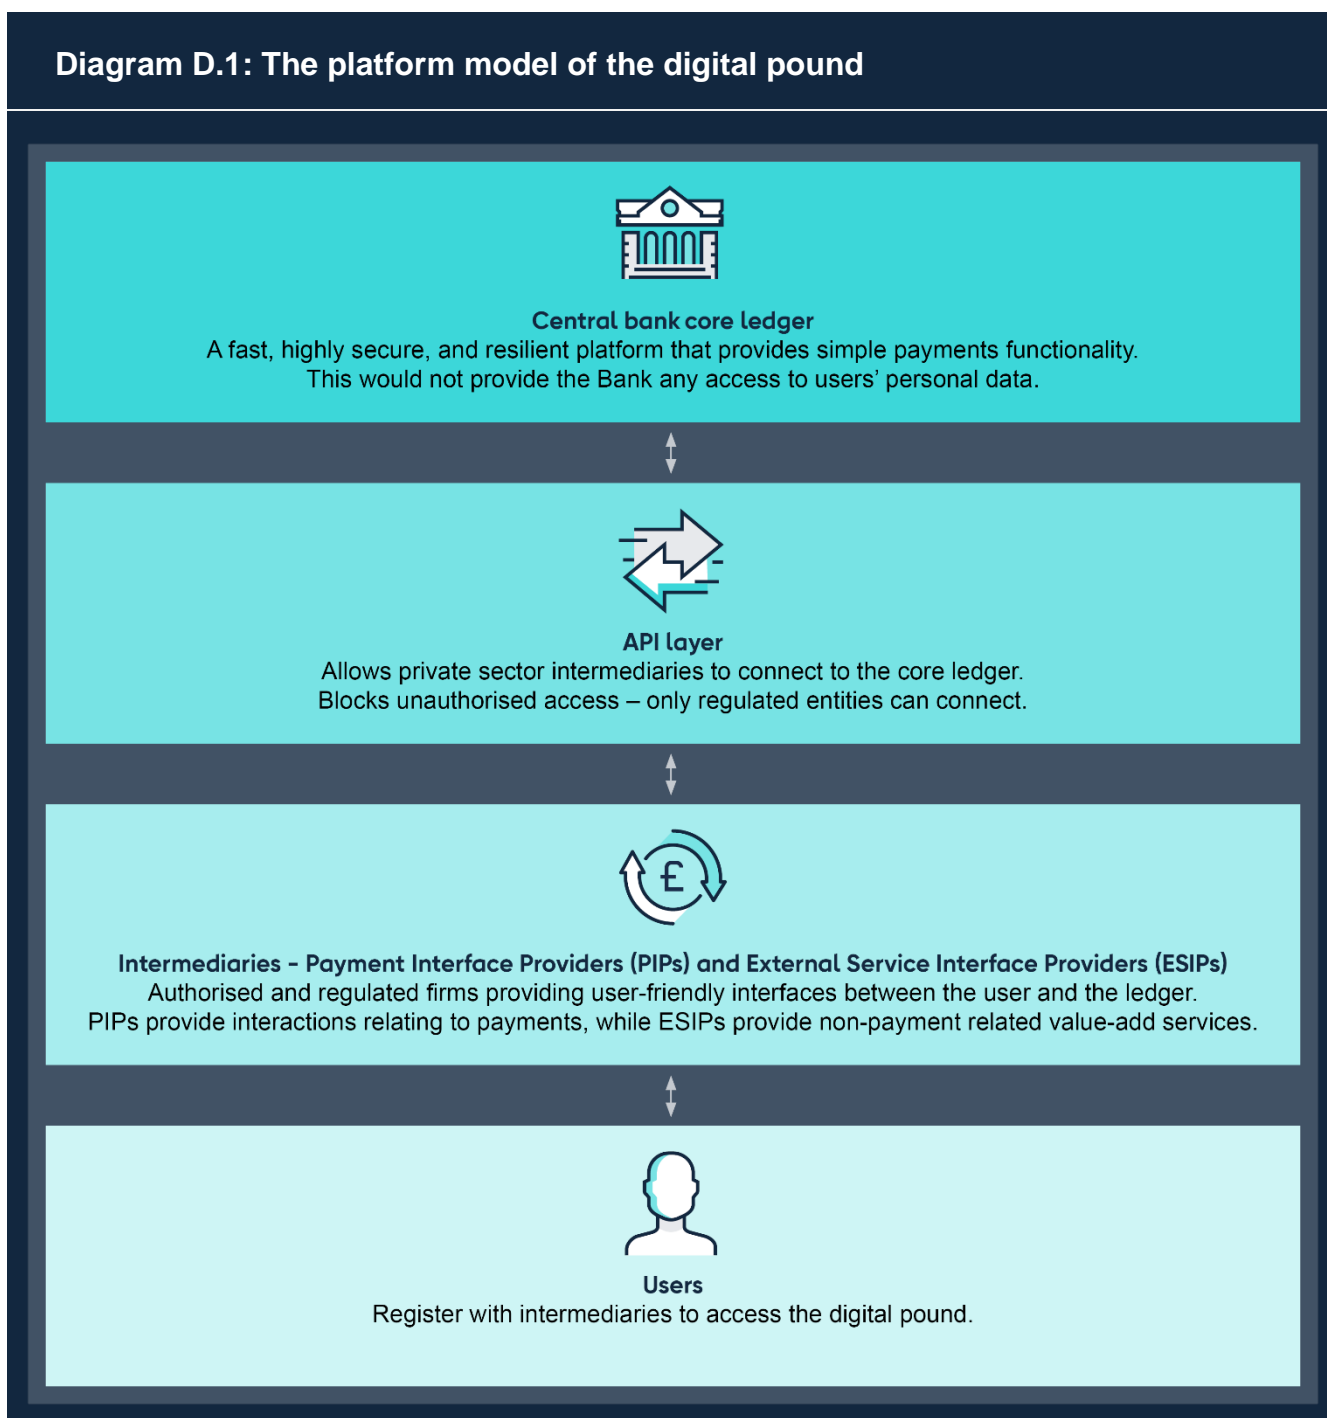 Diagram D.1: The platform model of the digital pound
Central bank core ledger
A fast, highly secure, and resilient platform that provides simple payments functionality.
This would not provide the Bank any access to users’ personal data.
API layer
Allows private sector intermediaries to connect to the core ledger.
Blocks unauthorised access – only regulated entities can connect.
£
Intermediaries - Payment Interface Providers (PIPs) and External Service Interface Providers (ESIPs)
Authorised and regulated firms providing user-friendly interfaces between the user and the ledger.
PIPs provide interactions relating to payments, while ESIPs provide non-payment related value-add services.
Users
Register with intermediaries to access the digital pound.